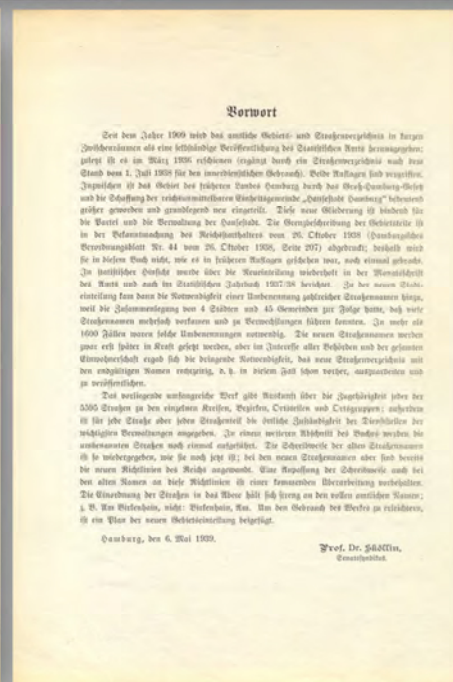 Vorwort
Seit dem Jahre 1909 wird das amtliche Gebiets- und Straßenverzeichnis in kurzen
Zwischenräumen als eine selbständige Veröffentlichung des Statistischen Amts herausgegeben;
zuletzt ist es im März 1936 erschienen (ergänzt durch ein Straßenverzeichnis nach dem
Stand vom 1. Juli 1938 für den innerdienstlichen Gebrauch). Beide Auflagen sind vergriffen.
Inzwischen ist das Gebiet des früheren Landes Hamburg durch das Groß-Hamburg-Gesetz
und die Schaffung der reichsunmittelbaren Einheitsgemeinde „Hansestadt Hamburg“ bedeutend
größer geworden und grundlegend neu eingeteilt. Diese neue Gliederung ist bindend für
die Partei und die Verwaltung der Hansestadt. Die Grenzbeschreibung der Gebietsteile ist
in der Bekanntmachung des Reichsstatthalters vom 26. Oktober 1938 (Hamburgisches
Verordnungsblatt Nr. 44 vom 26. Oktober 1938, Seite 207) abgedruckt; deshalb wird
sie in diesem Buch nicht, wie es in früheren Auflagen geschehen war, noch einmal gebracht.
In statistischer Hinsicht wurde über die Neueinteilung wiederholt in der Monatsschrift
des Amts und auch im Statistischen Jahrbuch 1937/38 berichtet. Zu der neuen Stadt-
einteilung kam dann die Notwendigkeit einer Umbenennung zahlreicher Straßennamen hinzu,
weil die Zusammenlegung von 4 Städten und 45 Gemeinden zur Folge hatte, daß viele
Straßennamen mehrfach vorkamen und zu Verwechslungen führen konnten. In mehr als
1600 Fällen waren solche Umbenennungen notwendig. Die neuen Straßennamen werden
zwar erst später in Kraft gesetzt werden, aber im Interesse aller Behörden und der gesamten
Einwohnerschaft ergab sich die dringende Notwendigkeit, das neue Straßenverzeichnis mit
den endgültigen Namen rechtzeitig, d. h. in diesem Fall schon vorher, auszuarbeiten und
zu veröffentlichen.
Das vorliegende umfangreiche Werk gibt Auskunft über die Zugehörigkeit jeder der
5595 Straßen zu den einzelnen Kreisen, Bezirken, Ortsteilen und Ortsgruppen; außerdem
ist für jede Straße oder jeden Straßenteil die örtliche Zuständigkeit der Dienststellen der
wichtigsten Verwaltungen angegeben. In einem weiteren Abschnitt des Buches werden die
umbenannten Straßen noch einmal aufgeführt. Die Schreibweise der alten Straßennamen
ist so wiedergegeben, wie sie noch jetzt ist; bei den neuen Straßennamen aber sind bereits
die neuen Richtlinien des Reichs angewandt. Eine Anpassung der Schreibweise auch bei
den alten Namen an diese Richtlinien ist einer kommenden Überarbeitung vorbehalten.
Die Einordnung der Straßen in das Abece hält sich streng an den vollen amtlichen Namen;
z. B. Am Birkenhain, nicht: Birkenhain, Am. Um den Gebrauch des Werkes zu erleichtern,
ist ein Plan der neuen Gebietseinteilung beigefügt.
Hamburg, den 6. Mai 1939.
Prof. Dr.
Senatssyndikus.